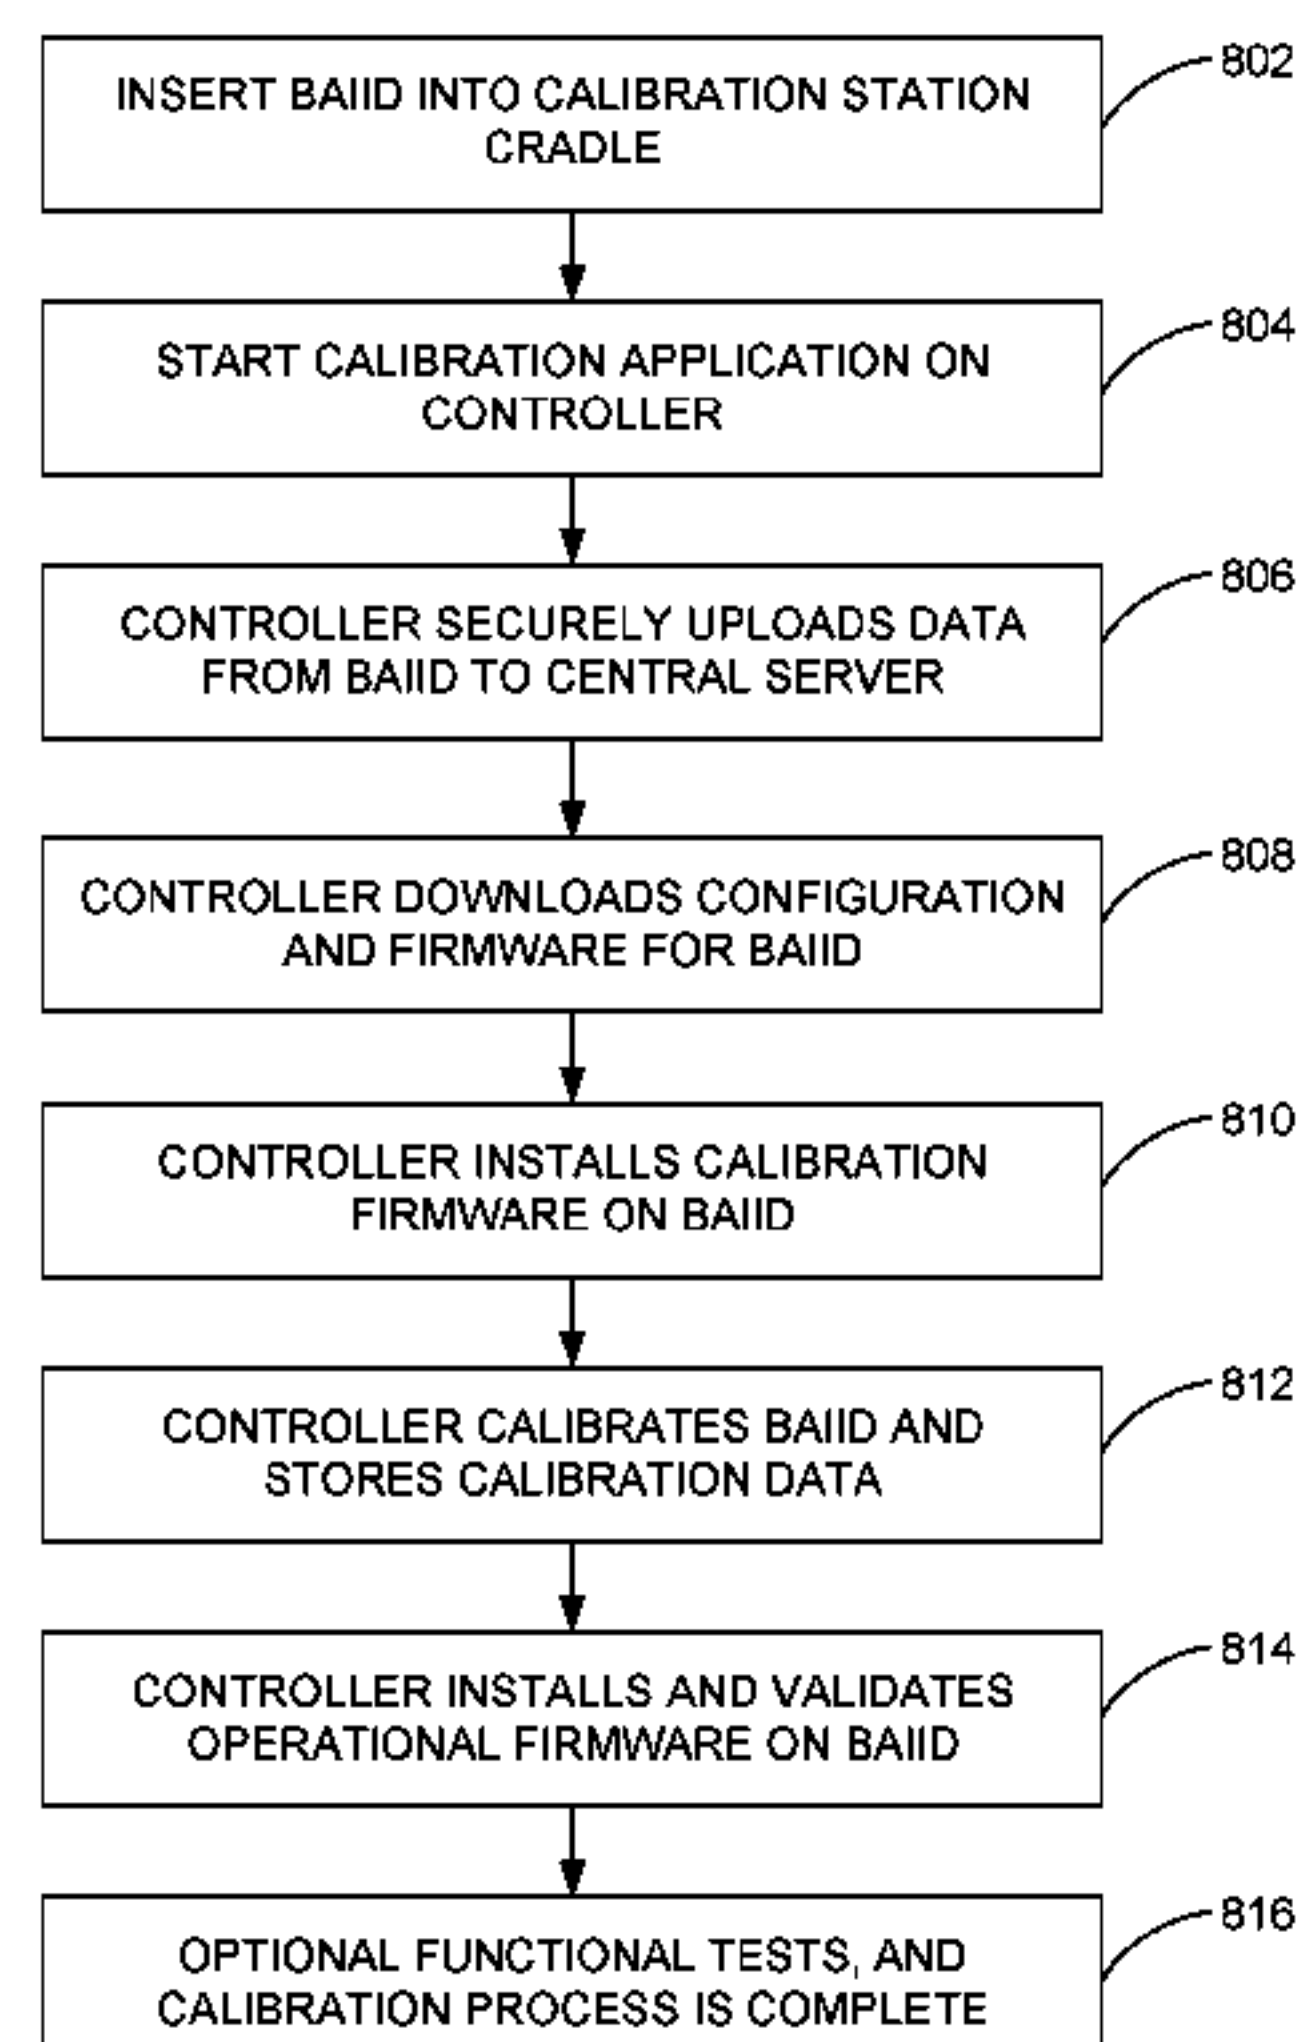 INSERT BAIID INTO CALIBRATION STATION
CRADLE
802
START CALIBRATION APPLICATION ON
CONTROLLER
804
CONTROLLER SECURELY UPLOADS DATA
FROM BAIID TO CENTRAL SERVER
806
CONTROLLER DOWNLOADS CONFIGURATION
AND FIRMWARE FOR BAIID
808
CONTROLLER INSTALLS CALIBRATION
FIRMWARE ON BAIID
810
CONTROLLER CALIBRATES BAIID AND
STORES CALIBRATION DATA
812
CONTROLLER INSTALLS AND VALIDATES
OPERATIONAL FIRMWARE ON BAIID
814
OPTIONAL FUNCTIONAL TESTS, AND
CALIBRATION PROCESS IS COMPLETE
816